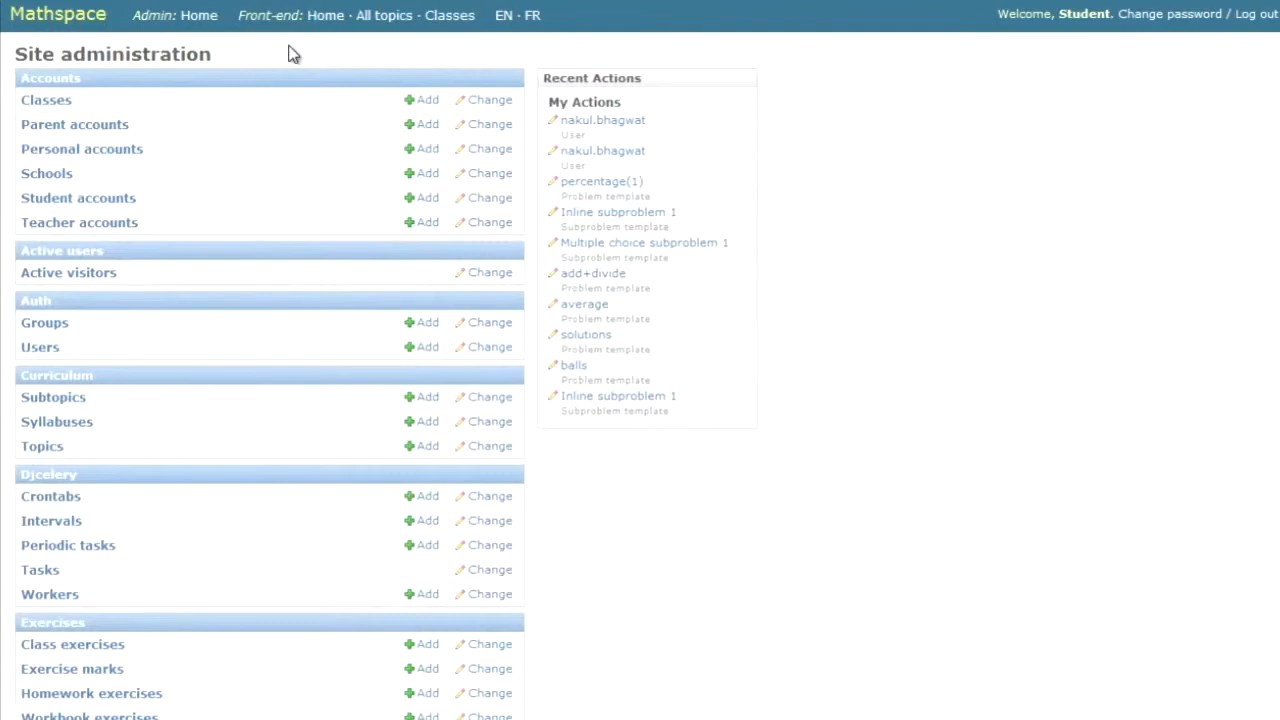 Mathspace Admin: Home Front-end: Home · All topics · Classes EN · FR Welcome, Student. Change password / Log out
Site administration
Accounts
Classes Add Change
Parent accounts Add Change
Personal accounts Add Change
Schools Add Change
Student accounts Add Change
Teacher accounts Add Change
Active users
Active visitors Change
Auth
Groups Add Change
Users Add Change
Curriculum
Subtopics Add Change
Syllabuses Add Change
Topics Add Change
Djcelery
Crontabs Add Change
Intervals Add Change
Periodic tasks Add Change
Tasks Change
Workers Add Change
Exercises
Class exercises Add Change
Exercise marks Add Change
Homework exercises Add Change
Workbook exercises Add Change
Recent Actions
My Actions
nakul.bhagwat
User
nakul.bhagwat
User
percentage(1)
Problem template
Inline subproblem 1
Subproblem template
Multiple choice subproblem 1
Subproblem template
add+divide
Problem template
average
Problem template
solutions
Problem template
balls
Problem template
Inline subproblem 1
Subproblem template